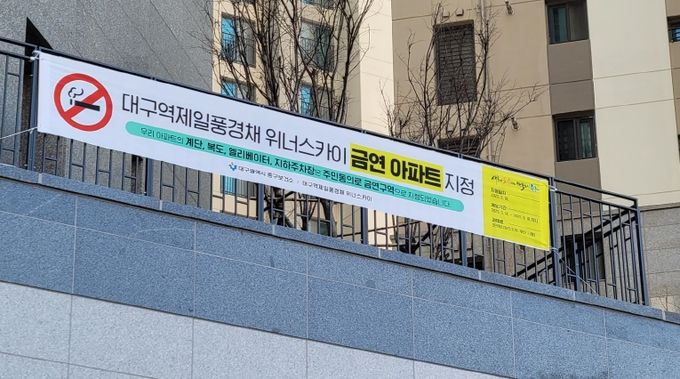 대구역제일풍경채 위너스카이 금연 아파트 지정
우리 아파트의 계단, 복도, 엘리베이터, 지하주차장은 주민동의로 금연구역으로 지정되었습니다.
대구광역시 중구보건소 / 대구역제일풍경채 위너스카이